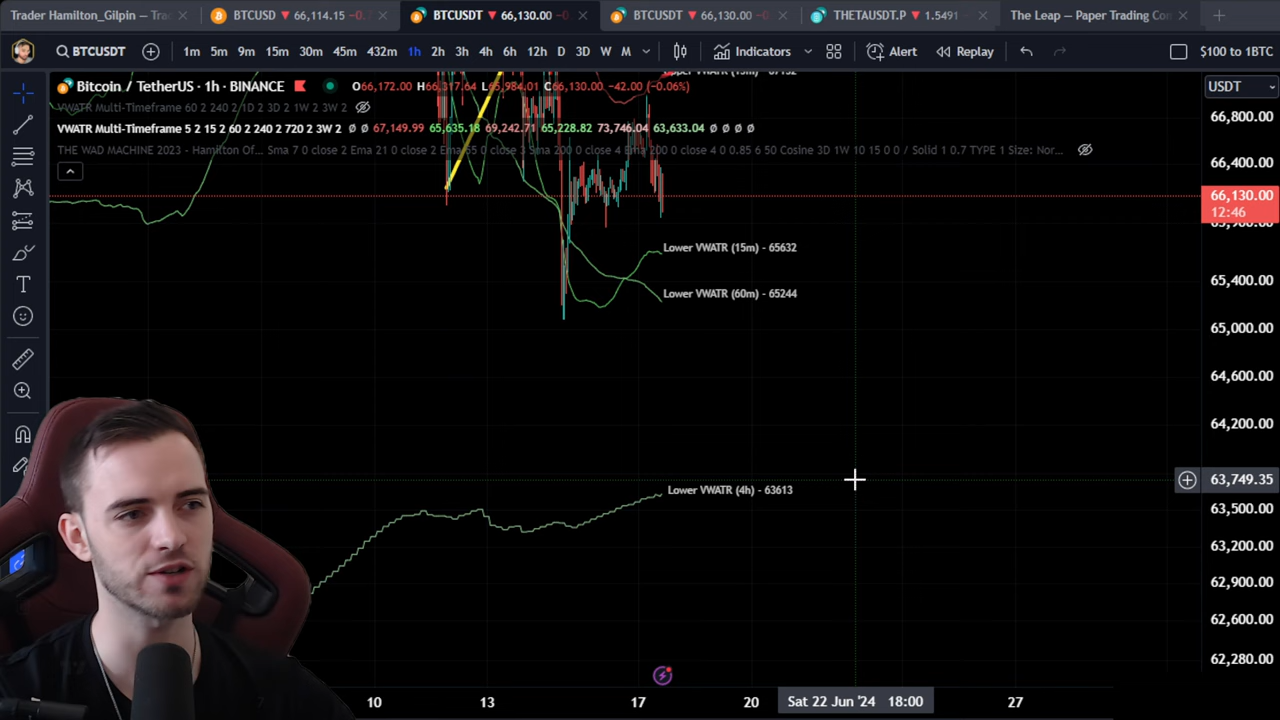 Trader Hamilton_Gilpin — Tra
BTCUSD 66,114.15 −0.
BTCUSDT 66,130.00 −0
BTCUSDT 66,130.00 −0
THETAUSDT.P 1.5491
The Leap — Paper Trading Con
BTCUSDT 1m 5m 9m 15m 30m 45m 432m 1h 2h 3h 4h 6h 12h D 3D W M Indicators Alert Replay $100 to 1BTC
Bitcoin / TetherUS · 1h · BINANCE O66,172.00 H66,317.64 L65,984.01 C66,130.00 −42.00 (−0.06%)
USDT
VWATR Multi-Timeframe 60 2 240 2 1D 2 3D 2 1W 2 3W 2
VWATR Multi-Timeframe 5 2 15 2 60 2 240 2 720 2 3W 2 ∅ ∅ 67,149.99 65,635.18 69,242.71 65,228.82 73,746.04 63,633.04 ∅ ∅ ∅ ∅
THE WAD MACHINE 2023 - Hamilton Of... Sma 7 0 close 2 Ema 21 0 close 2 Ema 55 0 close 3 Sma 200 0 close 4 Ema 200 0 close 4 0.85 6 50 Cosine 3D 1W 10 15 0 0 / Solid 1 0.7 TYPE 1 Size: Nor...
66,800.00
66,400.00
66,130.00
12:46
65,400.00
65,000.00
64,600.00
64,200.00
63,749.35
63,500.00
63,200.00
62,900.00
62,600.00
62,280.00
Lower VWATR (15m) - 65632
Lower VWATR (60m) - 65244
Lower VWATR (4h) - 63613
10 13 17 20 Sat 22 Jun '24 18:00 27